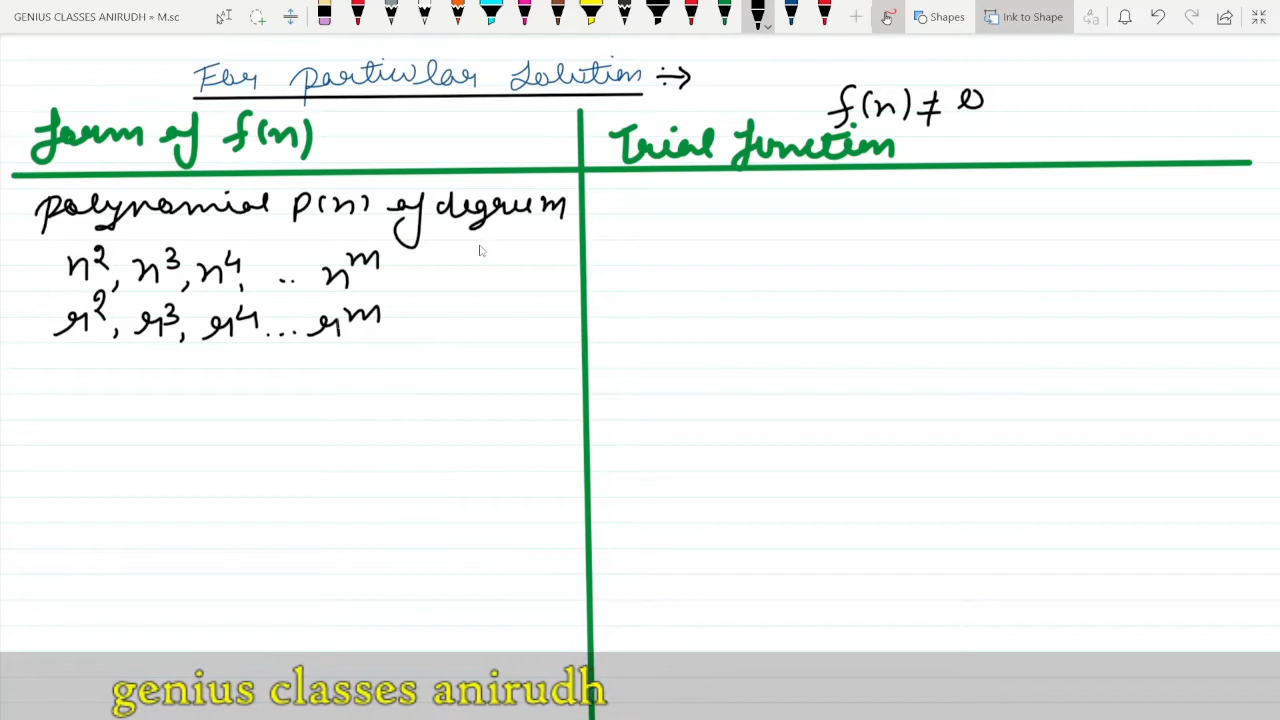 GENIUS CLASSES ANIRUDH » M.sc
Shapes
Ink to Shape
For particular solution :→
f(n) ≠ 0
form of f(n)
Trial function
polynomial P(n) of degree m
n², n³, n⁴, .. nᵐ
r², r³, r⁴ ... rᵐ
genius classes anirudh